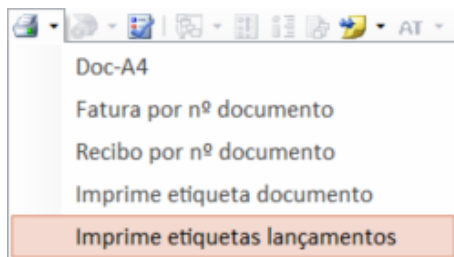 AT
Doc-A4
Fatura por nº documento
Recibo por nº documento
Imprime etiqueta documento
Imprime etiquetas lançamentos